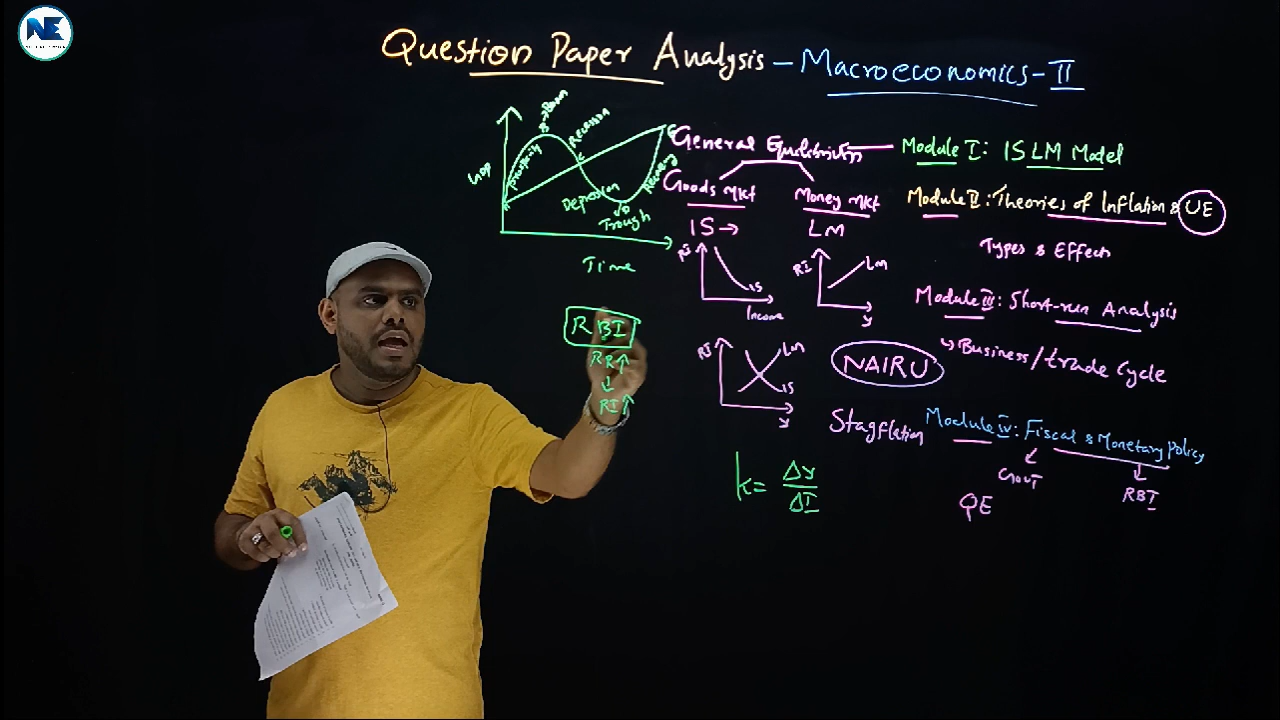 NE
Question Paper Analysis - Macroeconomics - II
GDP
Prosperity
Boom
Recession
Depression
Trough
Recovery
Time
General Equilibrium
Goods Mkt
Money Mkt
IS →
LM
RI
IS
Income
RI
LM
y
RI
LM
IS
y
NAIRU
Stagflation
k = Δy
ΔI
RBI
RR↑
↓
RI↑
Module I: ISLM Model
Module II: Theories of Inflation & UE
Types & Effects
Module III: Short-run Analysis
↳ Business/trade Cycle
Module IV: Fiscal & Monetary Policy
↓
GovT
↓
RBI
QE